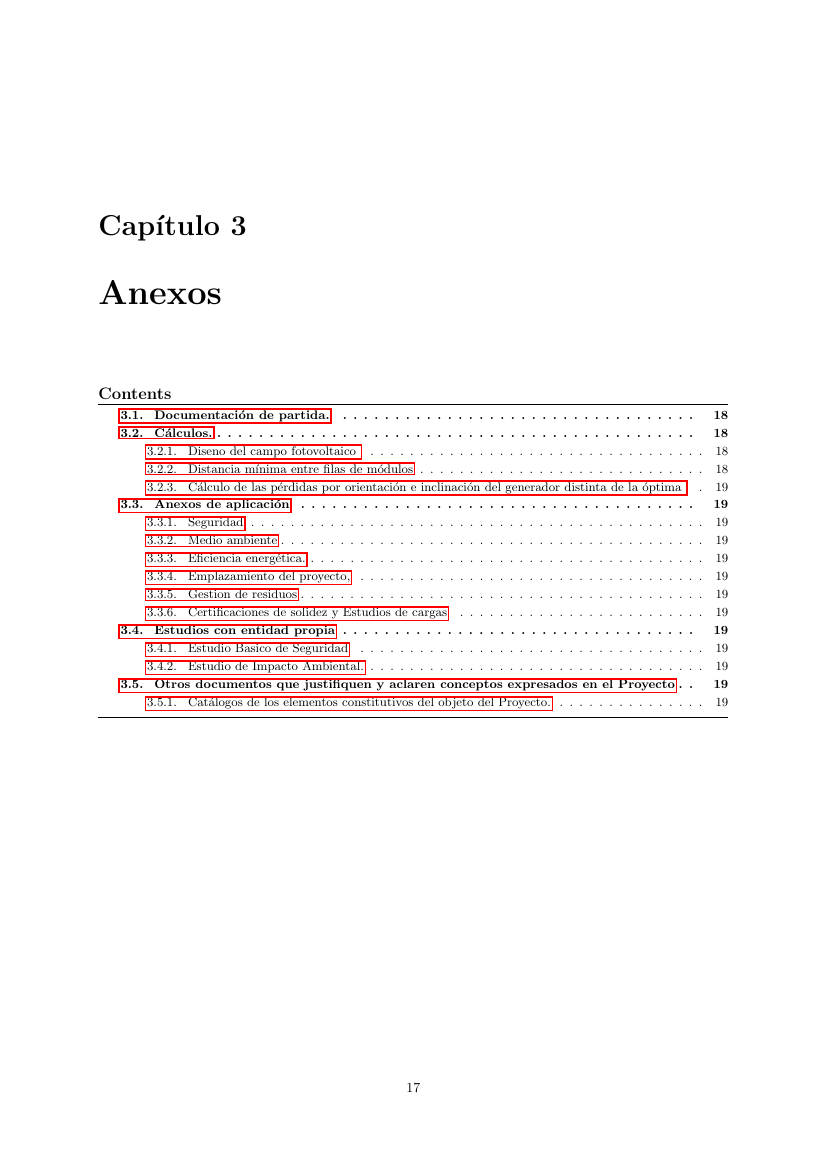 Capítulo 3
Anexos
Contents
3.1. Documentación de partida. . . . . . . . . . . . . . . . . . . . . . . . . . . . . . . . . . . . 18
3.2. Cálculos. . . . . . . . . . . . . . . . . . . . . . . . . . . . . . . . . . . . . . . . . . . . . 18
3.2.1. Diseno del campo fotovoltaico . . . . . . . . . . . . . . . . . . . . . . . . . . . . . . . . . . 18
3.2.2. Distancia mínima entre filas de módulos . . . . . . . . . . . . . . . . . . . . . . . . . . . . . 18
3.2.3. Cálculo de las pérdidas por orientación e inclinación del generador distinta de la óptima . 19
3.3. Anexos de aplicación . . . . . . . . . . . . . . . . . . . . . . . . . . . . . . . . . . . . . . 19
3.3.1. Seguridad . . . . . . . . . . . . . . . . . . . . . . . . . . . . . . . . . . . . . . . . . . . . . . 19
3.3.2. Medio ambiente . . . . . . . . . . . . . . . . . . . . . . . . . . . . . . . . . . . . . . . . . . . 19
3.3.3. Eficiencia energética. . . . . . . . . . . . . . . . . . . . . . . . . . . . . . . . . . . . . . . . . 19
3.3.4. Emplazamiento del proyecto, . . . . . . . . . . . . . . . . . . . . . . . . . . . . . . . . . . . 19
3.3.5. Gestion de residuos . . . . . . . . . . . . . . . . . . . . . . . . . . . . . . . . . . . . . . . . . 19
3.3.6. Certificaciones de solidez y Estudios de cargas . . . . . . . . . . . . . . . . . . . . . . . . . 19
3.4. Estudios con entidad propia . . . . . . . . . . . . . . . . . . . . . . . . . . . . . . . . . . . 19
3.4.1. Estudio Basico de Seguridad . . . . . . . . . . . . . . . . . . . . . . . . . . . . . . . . . . . 19
3.4.2. Estudio de Impacto Ambiental. . . . . . . . . . . . . . . . . . . . . . . . . . . . . . . . . . . 19
3.5. Otros documentos que justifiquen y aclaren conceptos expresados en el Proyecto . . 19
3.5.1. Catálogos de los elementos constitutivos del objeto del Proyecto. . . . . . . . . . . . . . . . 19
17